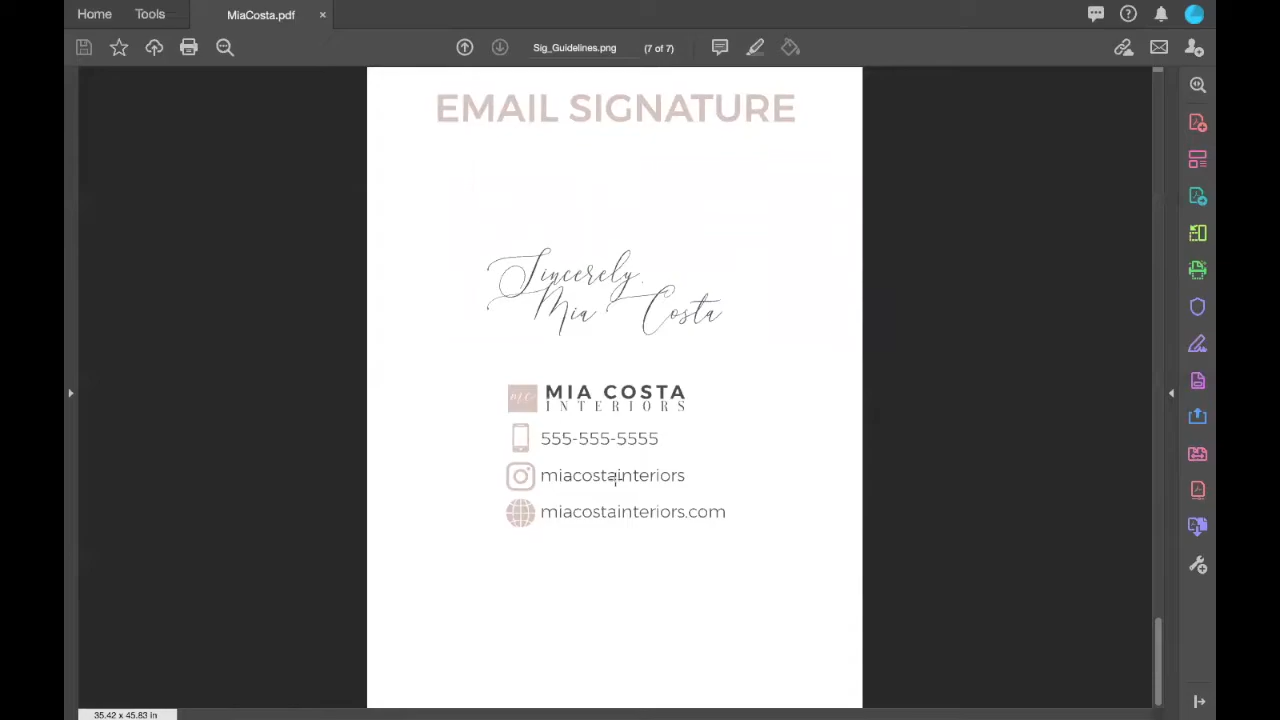 Home Tools MiaCosta.pdf ×
Sig_Guidelines.png (7 of 7)
EMAIL SIGNATURE
Sincerely,
Mia Costa
mc MIA COSTA
INTERIORS
555-555-5555
miacostainteriors
miacostainteriors.com
35.42 x 45.83 in